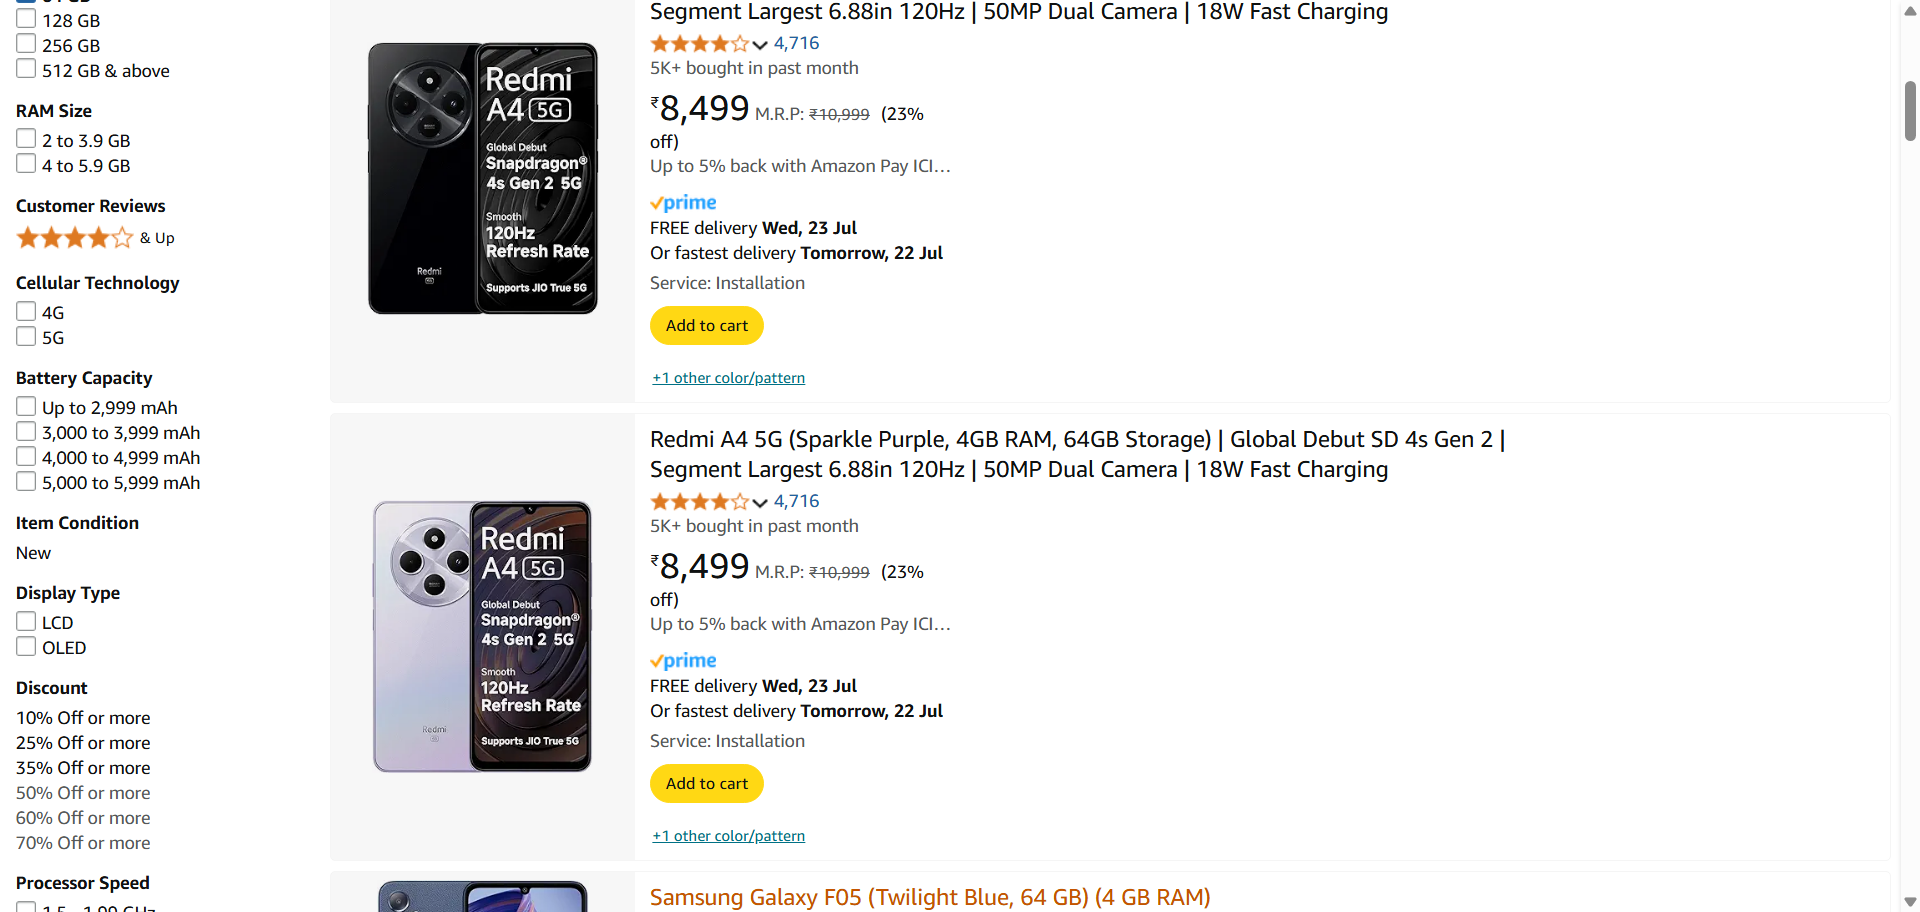 128 GB
256 GB
512 GB & above
RAM Size
2 to 3.9 GB
4 to 5.9 GB
Customer Reviews
& Up
Cellular Technology
4G
5G
Battery Capacity
Up to 2,999 mAh
3,000 to 3,999 mAh
4,000 to 4,999 mAh
5,000 to 5,999 mAh
Item Condition
New
Display Type
LCD
OLED
Discount
10% Off or more
25% Off or more
35% Off or more
50% Off or more
60% Off or more
70% Off or more
Processor Speed
Redmi
A4 5G
Global Debut
Snapdragon®
4s Gen 2 5G
Smooth
120Hz
Refresh Rate
Supports JIO True 5G
Redmi
Segment Largest 6.88in 120Hz | 50MP Dual Camera | 18W Fast Charging
4,716
5K+ bought in past month
₹8,499 M.R.P: ₹10,999 (23%
off)
Up to 5% back with Amazon Pay ICI…
prime
FREE delivery Wed, 23 Jul
Or fastest delivery Tomorrow, 22 Jul
Service: Installation
Add to cart
+1 other color/pattern
Redmi
A4 5G
Global Debut
Snapdragon®
4s Gen 2 5G
Smooth
120Hz
Refresh Rate
Supports JIO True 5G
Redmi
Redmi A4 5G (Sparkle Purple, 4GB RAM, 64GB Storage) | Global Debut SD 4s Gen 2 |
Segment Largest 6.88in 120Hz | 50MP Dual Camera | 18W Fast Charging
4,716
5K+ bought in past month
₹8,499 M.R.P: ₹10,999 (23%
off)
Up to 5% back with Amazon Pay ICI…
prime
FREE delivery Wed, 23 Jul
Or fastest delivery Tomorrow, 22 Jul
Service: Installation
Add to cart
+1 other color/pattern
Samsung Galaxy F05 (Twilight Blue, 64 GB) (4 GB RAM)